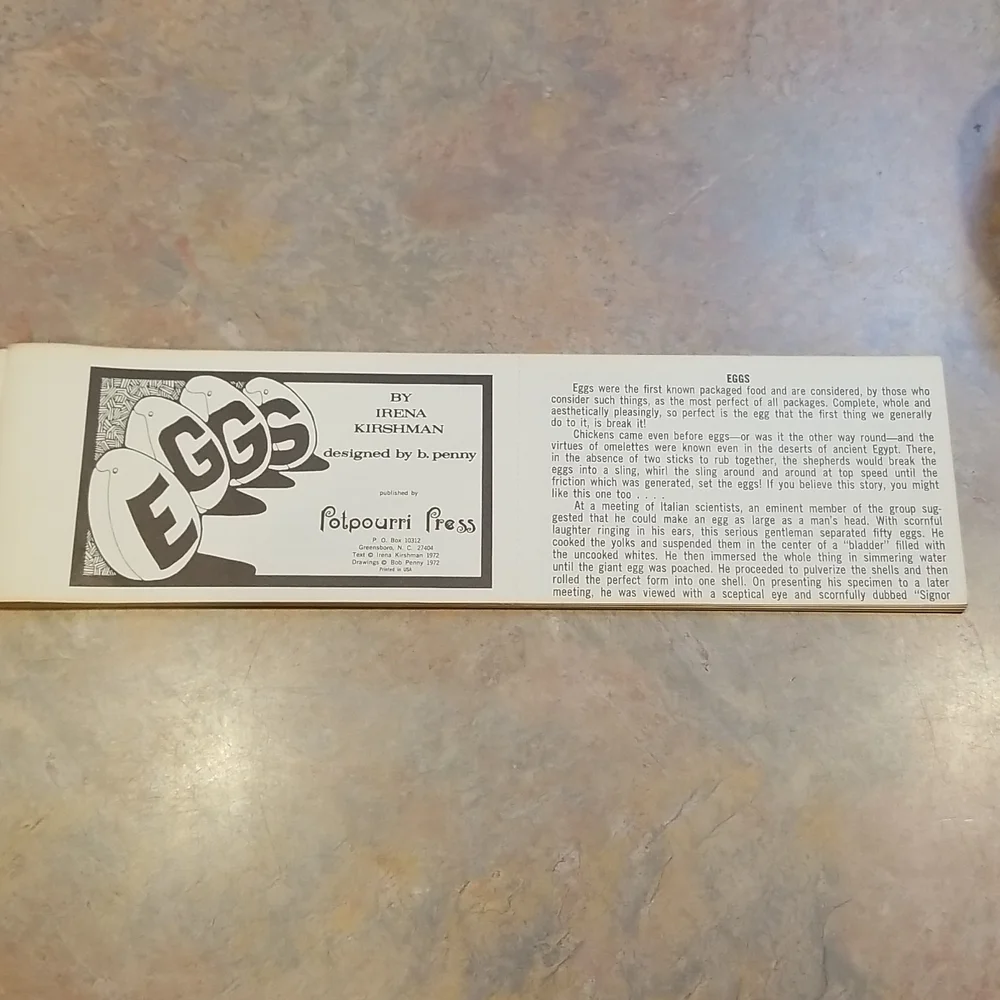 EGGS
BY
IRENA
KIRSHMAN
designed by b. penny
published by
Potpourri Press
P. O. Box 10312
Greensboro, N. C. 27404
Text © Irena Kirshman 1972
Drawings © Bob Penny 1972
Printed in USA
EGGS
Eggs were the first known packaged food and are considered, by those who
consider such things, as the most perfect of all packages. Complete, whole and
aesthetically pleasingly, so perfect is the egg that the first thing we generally
do to it, is break it!
Chickens came even before eggs—or was it the other way round—and the
virtues of omelettes were known even in the deserts of ancient Egypt. There,
in the absence of two sticks to rub together, the shepherds would break the
eggs into a sling, whirl the sling around and around at top speed until the
friction which was generated, set the eggs! If you believe this story, you might
like this one too . . . .
At a meeting of Italian scientists, an eminent member of the group sug-
gested that he could make an egg as large as a man's head. With scornful
laughter ringing in his ears, this serious gentleman separated fifty eggs. He
cooked the yolks and suspended them in the center of a "bladder" filled with
the uncooked whites. He then immersed the whole thing in simmering water
until the giant egg was poached. He proceeded to pulverize the shells and then
rolled the perfect form into one shell. On presenting his specimen to a later
meeting, he was viewed with a sceptical eye and scornfully dubbed "Signor